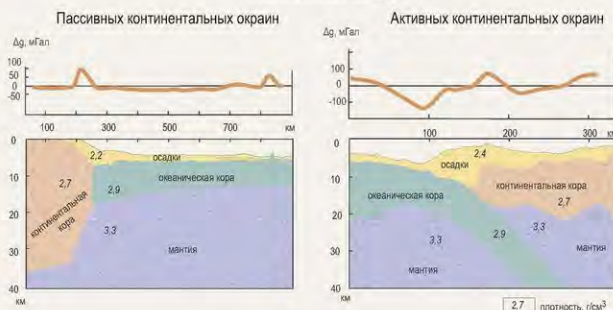 Пассивных континентальных окраин
Δg, мГал
100
50
0
-50
100 300 500 700 км
0
10
20
30
40
км
2,2
осадки
2,7
2,9
океаническая кора
континентальная
кора
3,3
мантия
Активных континентальных окраин
Δg, мГал
100
0
-100
100 200 300 км
0
10
20
30
40
км
осадки
2,4
океаническая кора
континентальная кора
2,7
3,3
2,9
3,3
мантия
мантия
2,7 плотность, г/см³